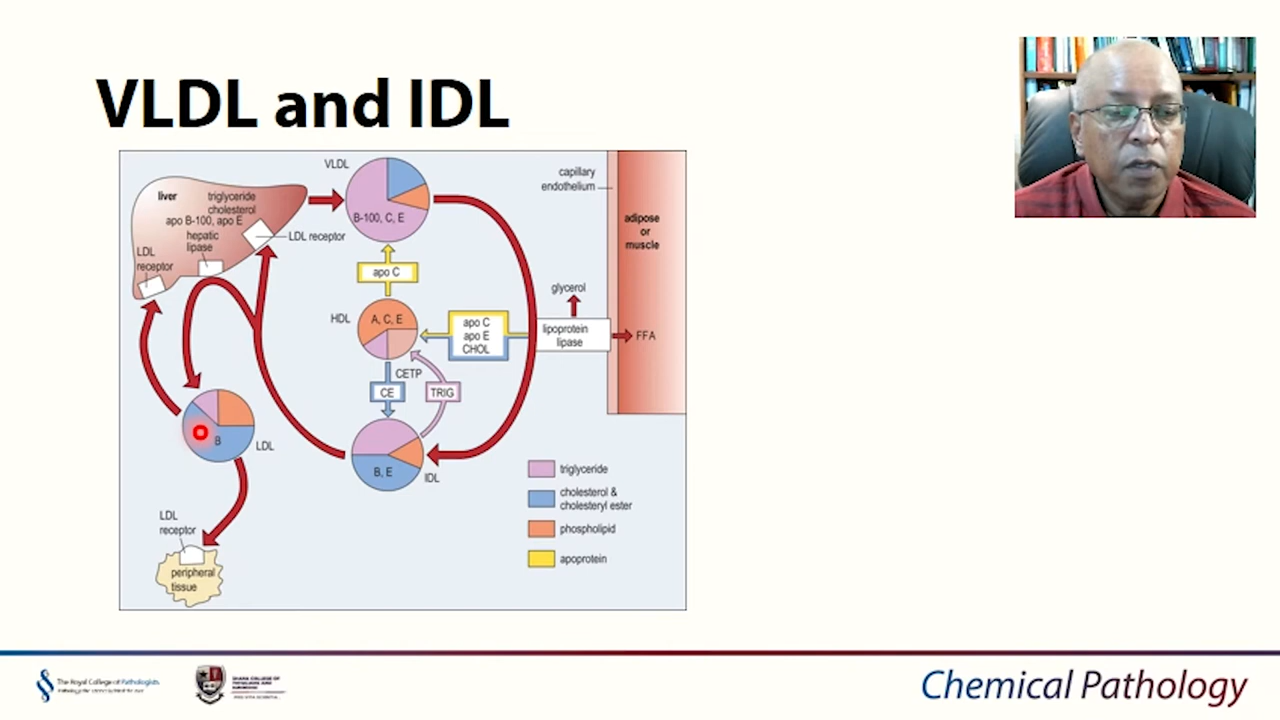 VLDL and IDL
VLDL
liver
triglyceride
cholesterol
apo B-100, apo E
hepatic
lipase
LDL receptor
LDL
receptor
B-100, C, E
capillary
endothelium
adipose
or
muscle
apo C
glycerol
HDL
A, C, E
apo C
apo E
CHOL
lipoprotein
lipase
FFA
CETP
CE
TRIG
B
LDL
B, E
IDL
triglyceride
cholesterol &
cholesteryl ester
phospholipid
apoprotein
LDL
receptor
peripheral
tissue
The Royal College of Pathologists
Chemical Pathology